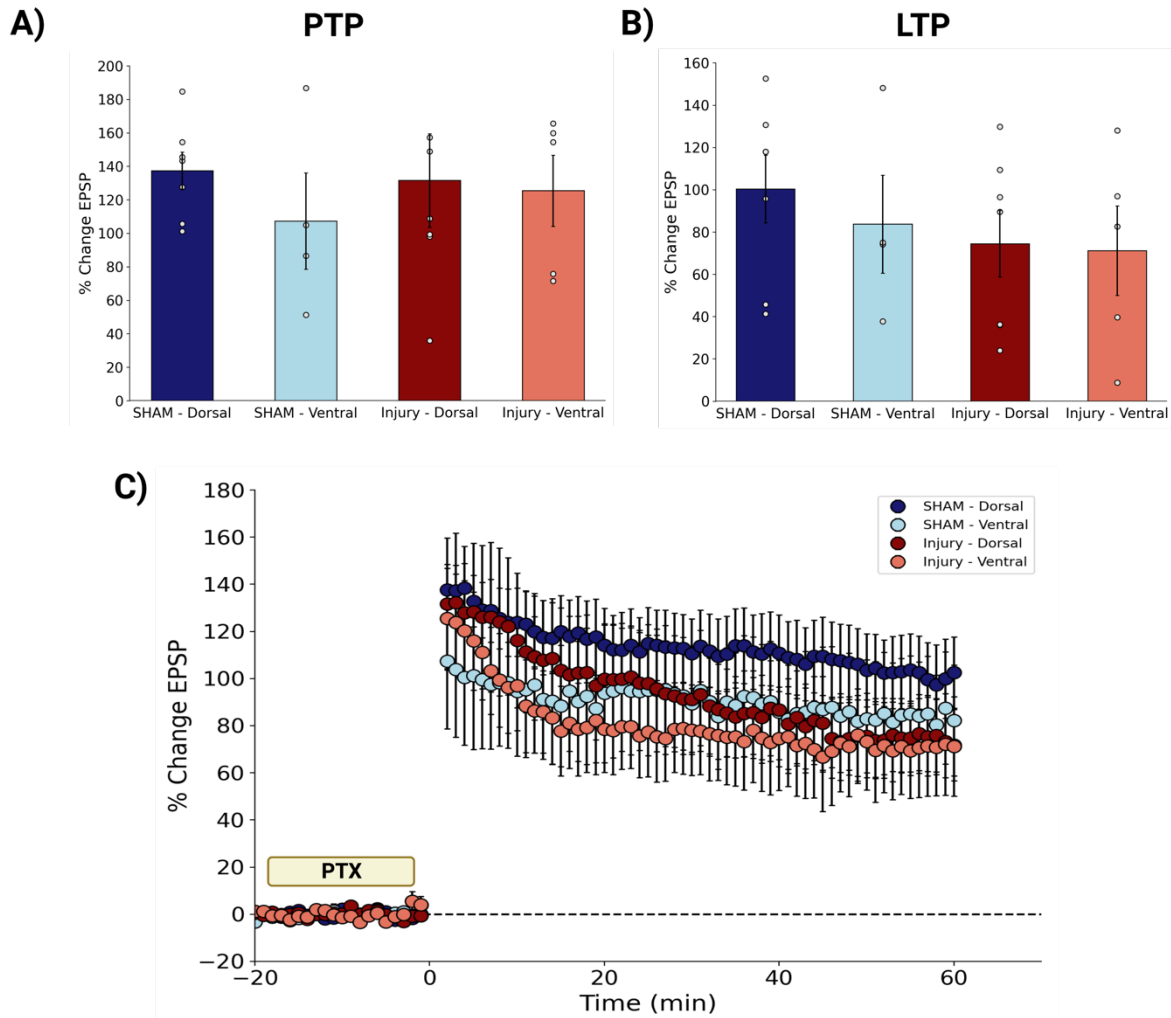 A) PTP
B) LTP
% Change EPSP
200
180
160
140
120
100
80
60
40
20
0
SHAM - Dorsal SHAM - Ventral Injury - Dorsal Injury - Ventral
% Change EPSP
160
140
120
100
80
60
40
20
0
SHAM - Dorsal SHAM - Ventral Injury - Dorsal Injury - Ventral
C)
% Change EPSP
180
160
140
120
100
80
60
40
20
0
−20
SHAM - Dorsal
SHAM - Ventral
Injury - Dorsal
Injury - Ventral
PTX
−20 0 20 40 60
Time (min)